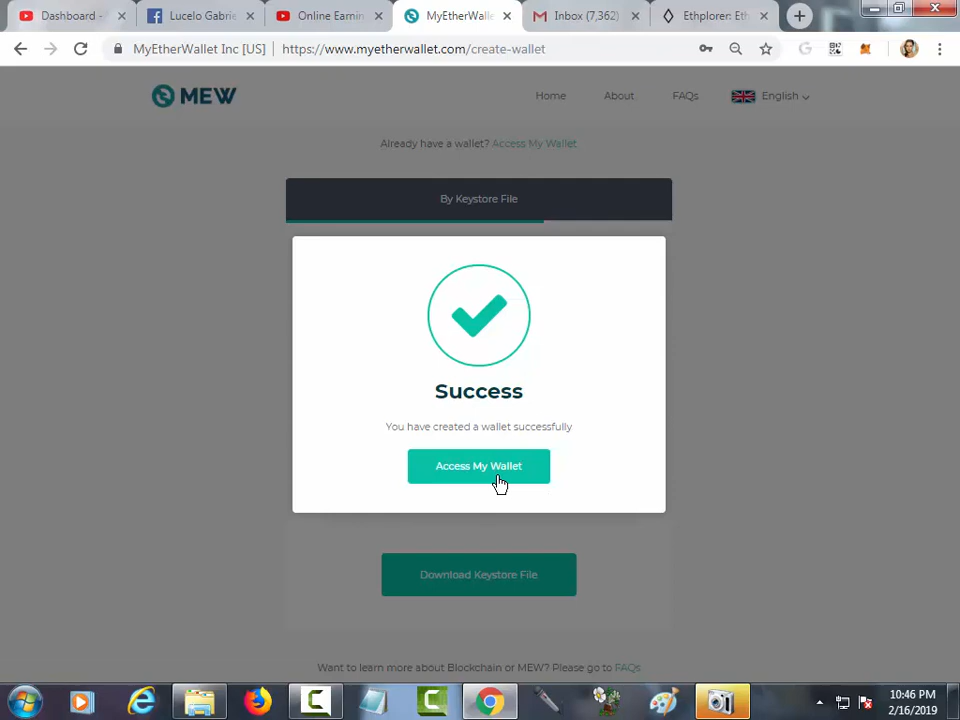 Dashboard -
Lucelo Gabrie
Online Earnin
MyEtherWalle
Inbox (7,362)
Ethplorer: Eth
MyEtherWallet Inc [US]
https://www.myetherwallet.com/create-wallet
MEW
Home
About
FAQs
English
Already have a wallet? Access My Wallet
By Keystore File
Success
You have created a wallet successfully
Access My Wallet
Download Keystore File
Want to learn more about Blockchain or MEW? Please go to FAQs
10:46 PM
2/16/2019